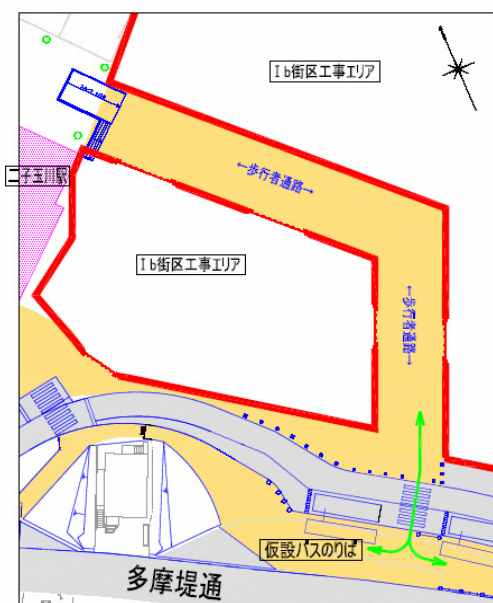 Ⅰb街区工事エリア
←歩行者通路→
二子玉川駅
Ⅰb街区工事エリア
←歩行者通路→
仮設バスのりば
多摩堤通